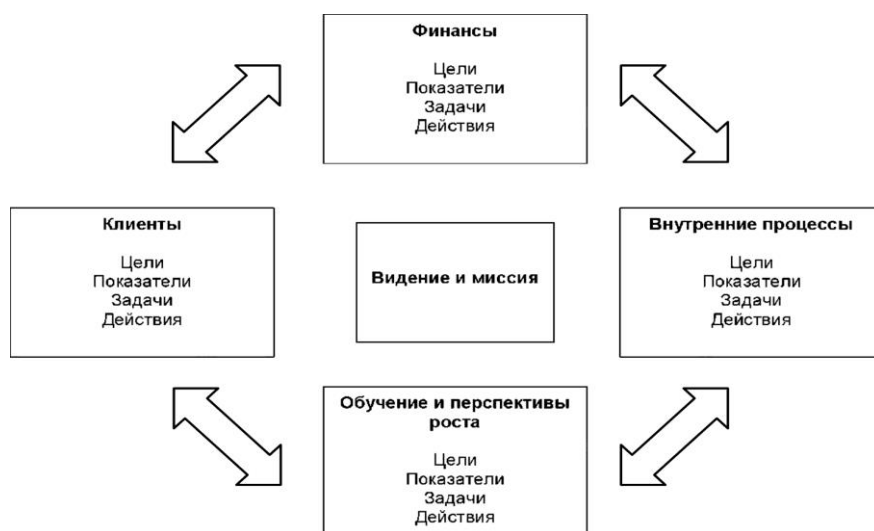 Финансы
Цели
Показатели
Задачи
Действия
Клиенты
Цели
Показатели
Задачи
Действия
Видение и миссия
Внутренние процессы
Цели
Показатели
Задачи
Действия
Обучение и перспективы
роста
Цели
Показатели
Задачи
Действия